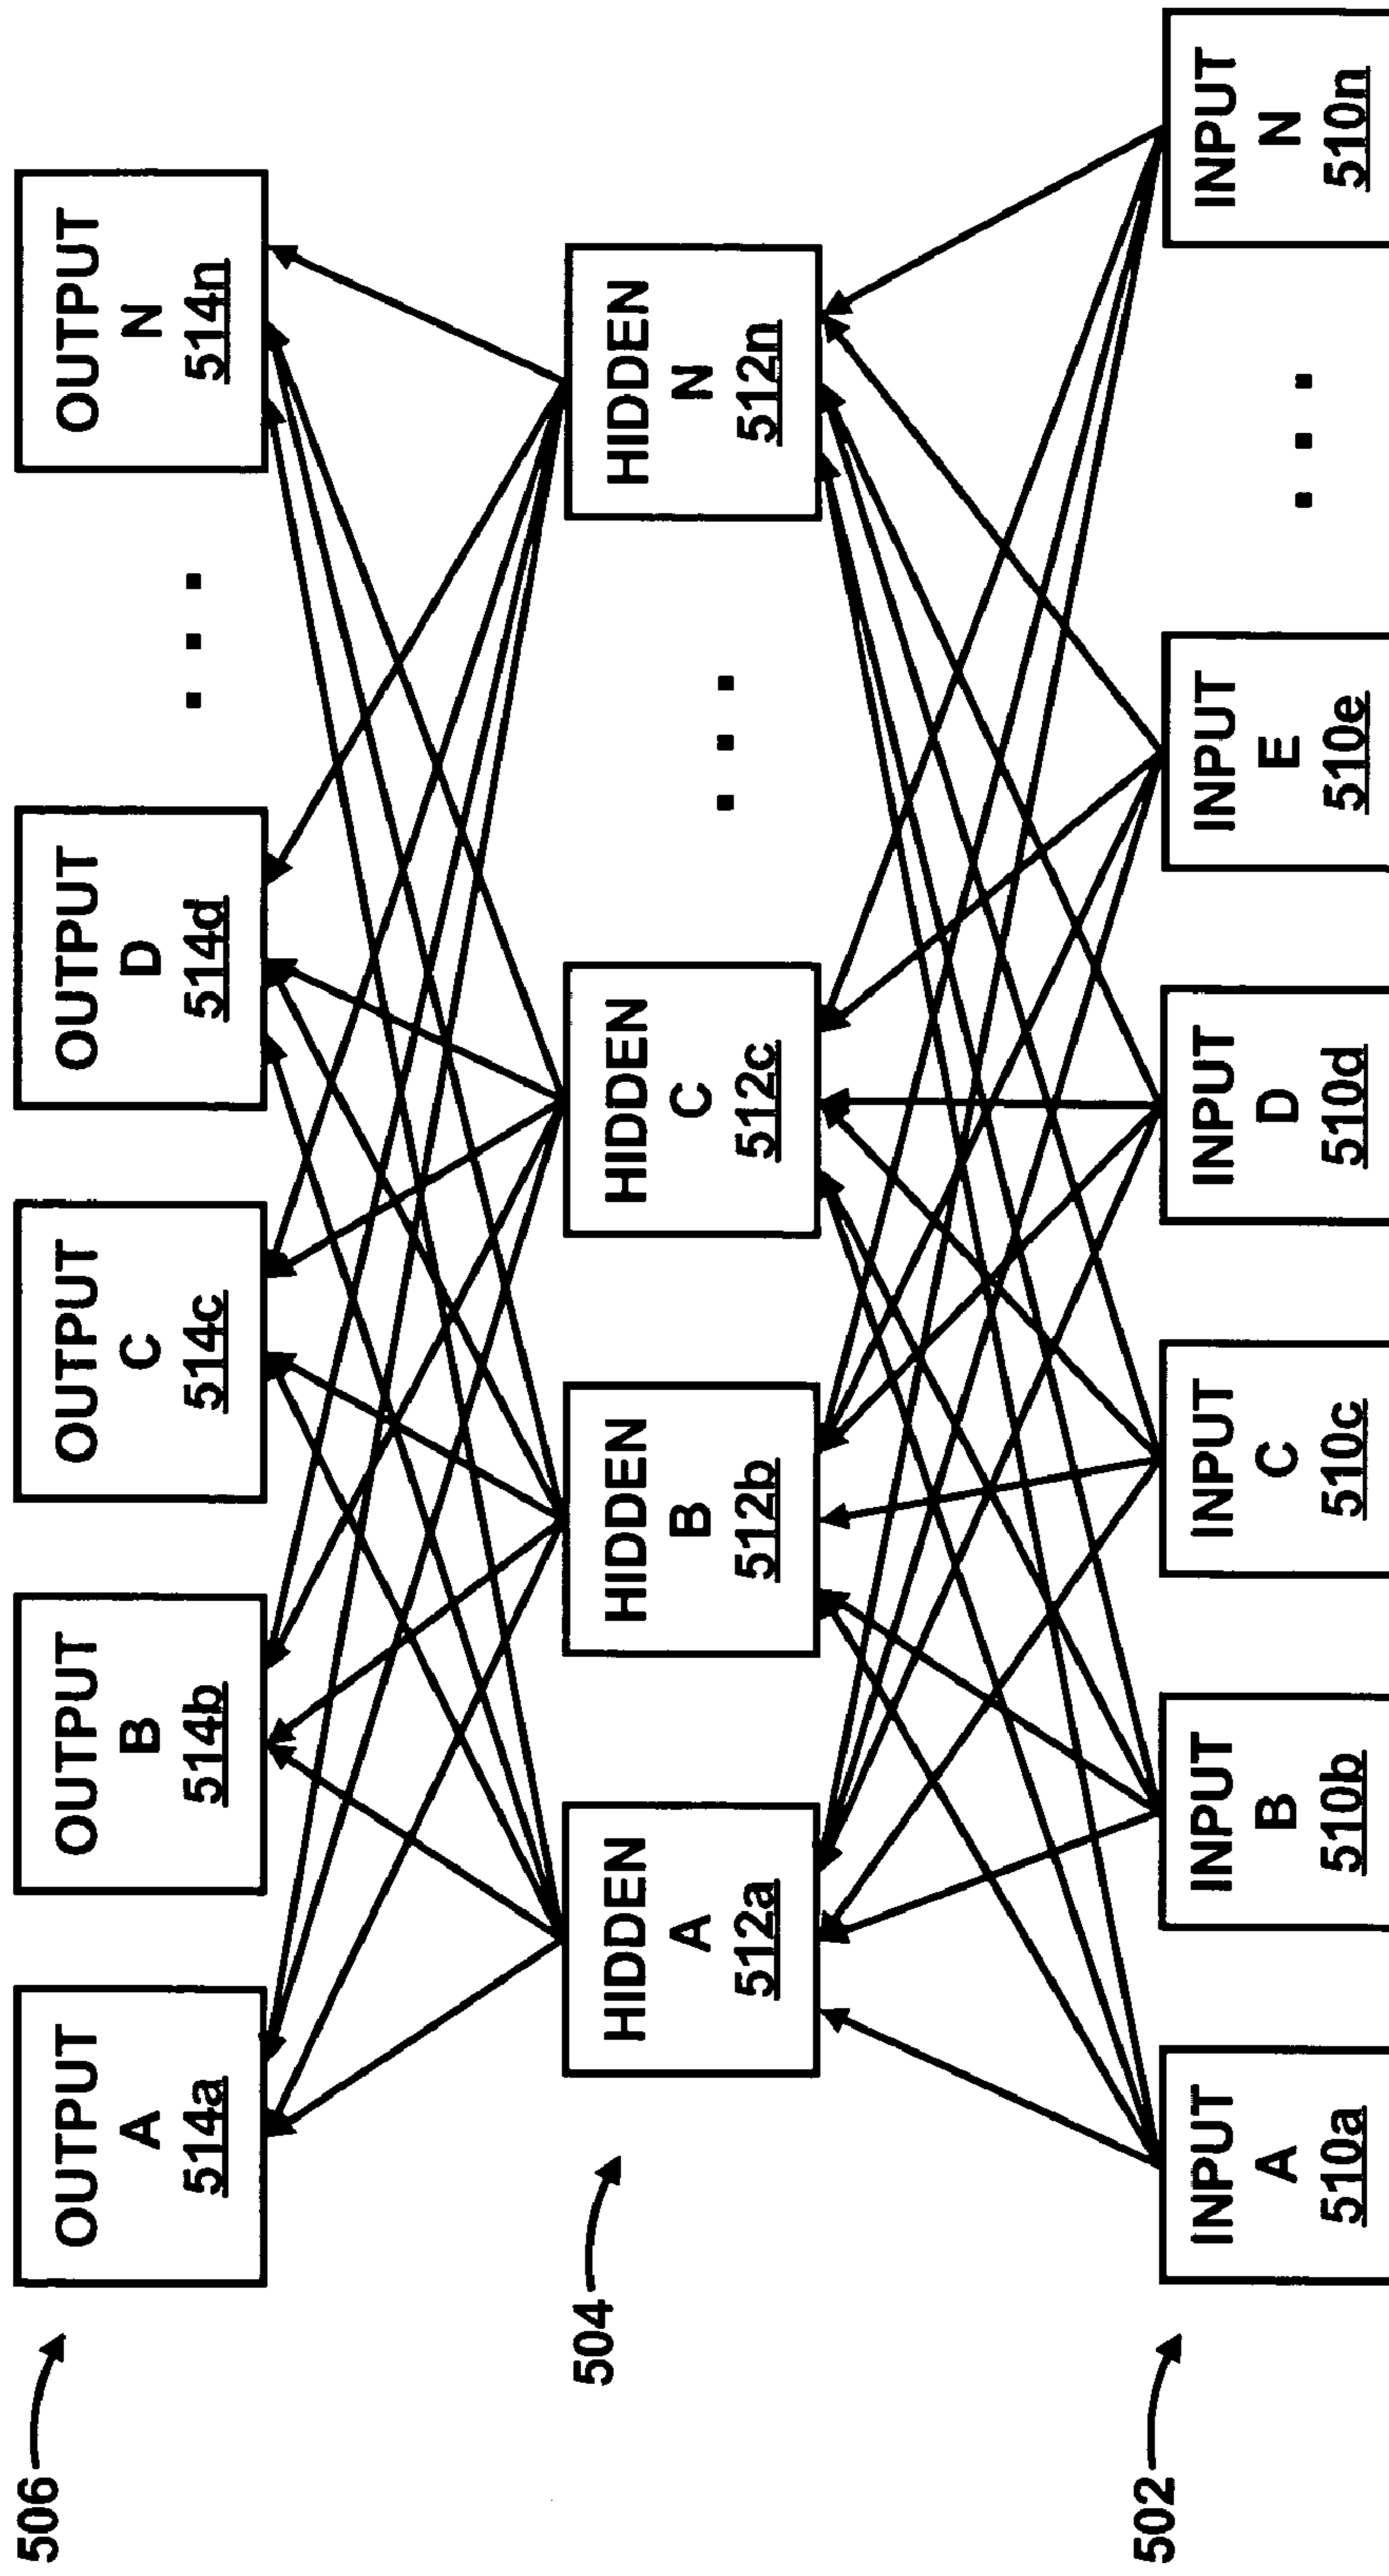 506
OUTPUT
A
514a
OUTPUT
B
514b
OUTPUT
C
514c
OUTPUT
D
514d
. . .
OUTPUT
N
514n
504
HIDDEN
A
512a
HIDDEN
B
512b
HIDDEN
C
512c
. . .
HIDDEN
N
512n
502
INPUT
A
510a
INPUT
B
510b
INPUT
C
510c
INPUT
D
510d
INPUT
E
510e
. . .
INPUT
N
510n